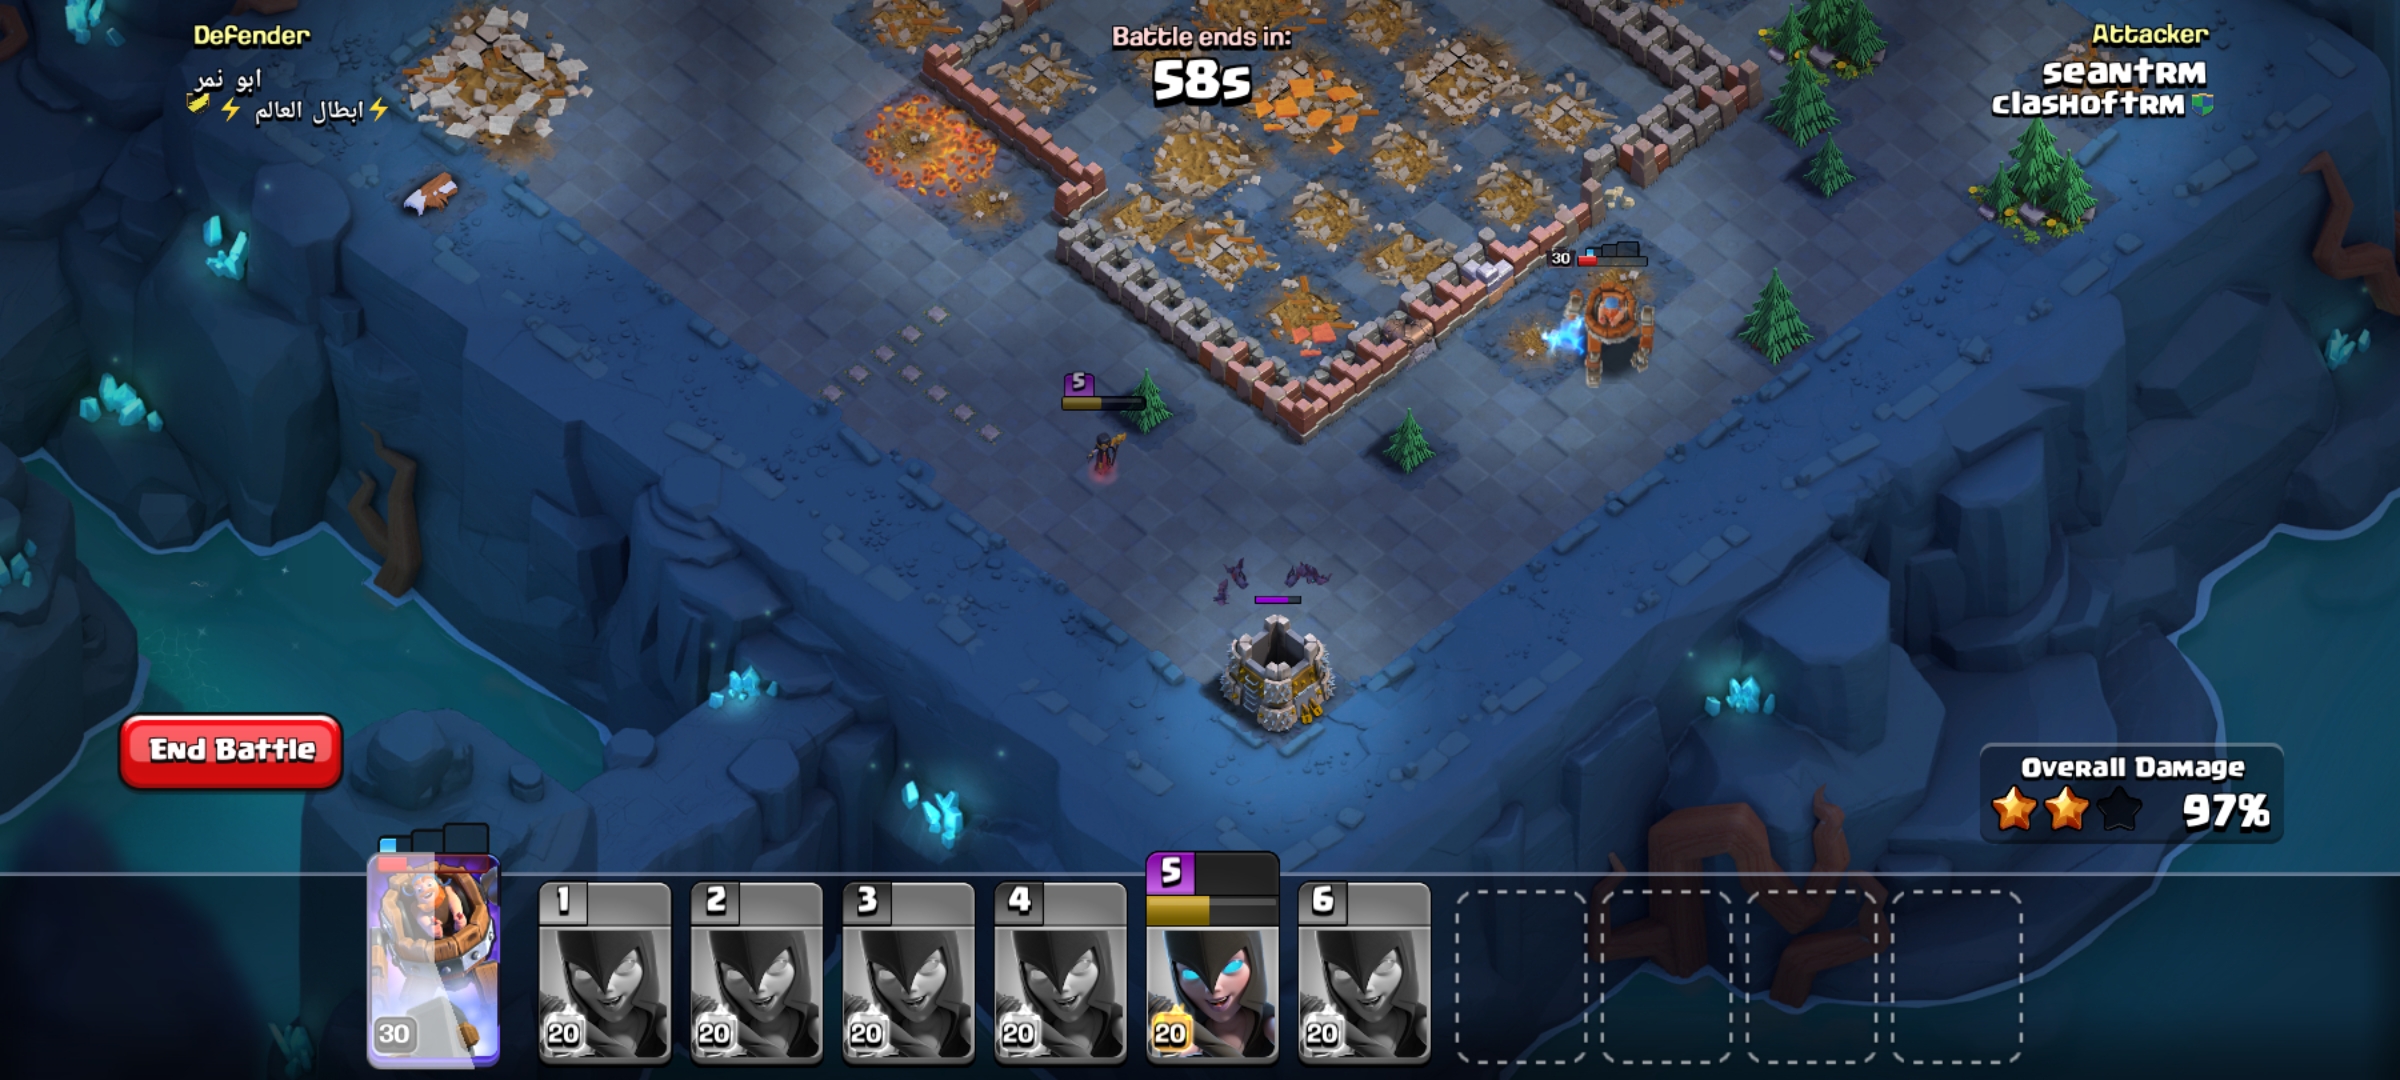 Defender
ابو نمر
⚡ ابطال العالم ⚡
Battle ends in:
58s
Attacker
seantRM
clashoftRM
30
5
End Battle
Overall Damage
97%
30
1
20
2
20
3
20
4
20
5
20
6
20